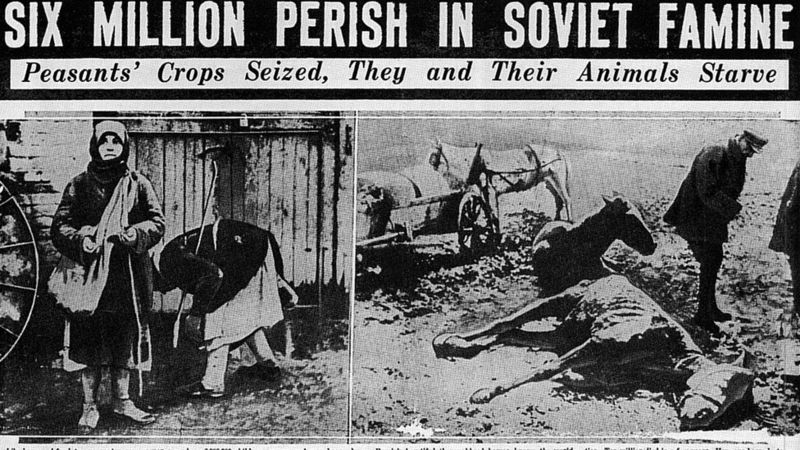 SIX MILLION PERISH IN SOVIET FAMINE
Peasants' Crops Seized, They and Their Animals Starve